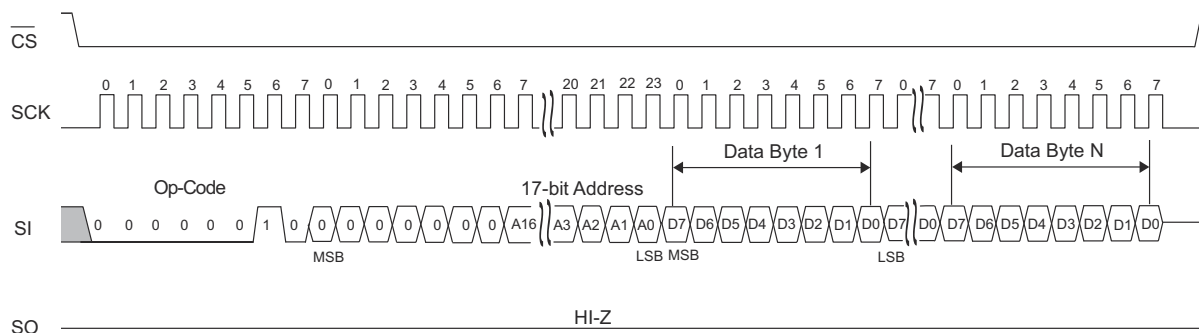 CS
SCK
0 1 2 3 4 5 6 7 0 1 2 3 4 5 6 7 20 21 22 23 0 1 2 3 4 5 6 7 0 7 0 1 2 3 4 5 6 7
Data Byte 1
Data Byte N
Op-Code
17-bit Address
SI
0 0 0 0 0 0 1 0 0 0 0 0 0 0 0 A16 A3 A2 A1 A0 D7 D6 D5 D4 D3 D2 D1 D0 D7 D0 D7 D6 D5 D4 D3 D2 D1 D0
MSB
LSB MSB
LSB
HI-Z
SO